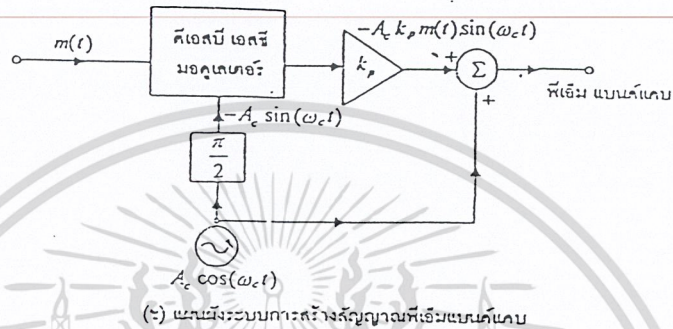 m(t)
ดีเอสบี เอสซี
มอดูเลเตอร์
k_p
-A_c k_p m(t) sin(ω_c t)
+
Σ
+
พีเอ็ม แบนด์แคบ
-A_c sin(ω_c t)
π
2
A_c cos(ω_c t)
(ข) แผนผังระบบการสร้างสัญญาณพีเอ็มแบนด์แคบ